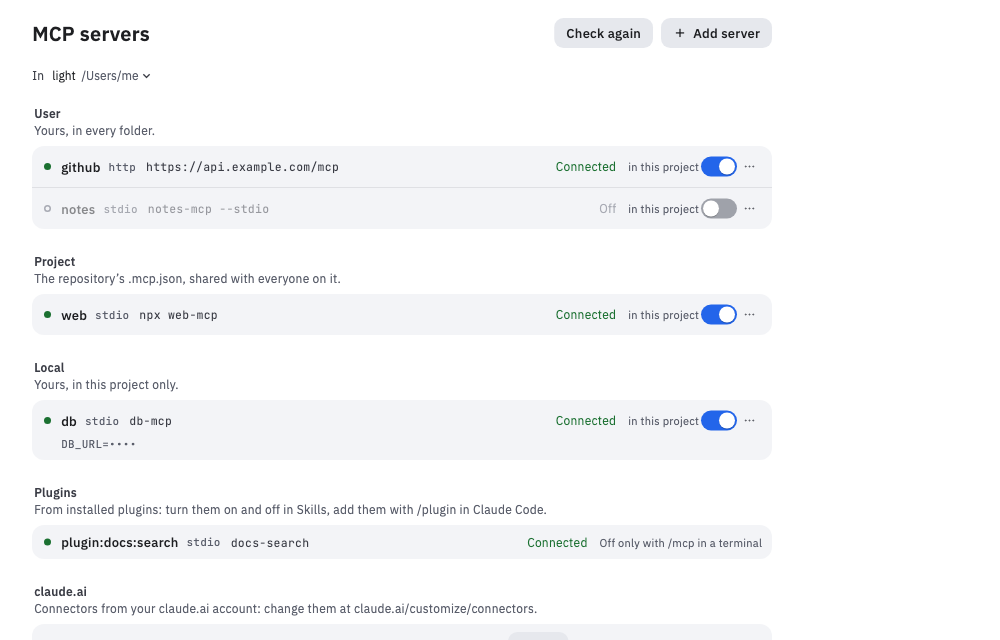 MCP servers
Check again
+ Add server
In light /Users/me
User
Yours, in every folder.
github http https://api.example.com/mcp Connected in this project ···
notes stdio notes-mcp --stdio Off in this project ···
Project
The repository’s .mcp.json, shared with everyone on it.
web stdio npx web-mcp Connected in this project ···
Local
Yours, in this project only.
db stdio db-mcp Connected in this project ···
DB_URL=••••
Plugins
From installed plugins: turn them on and off in Skills, add them with /plugin in Claude Code.
plugin:docs:search stdio docs-search Connected Off only with /mcp in a terminal
claude.ai
Connectors from your claude.ai account: change them at claude.ai/customize/connectors.